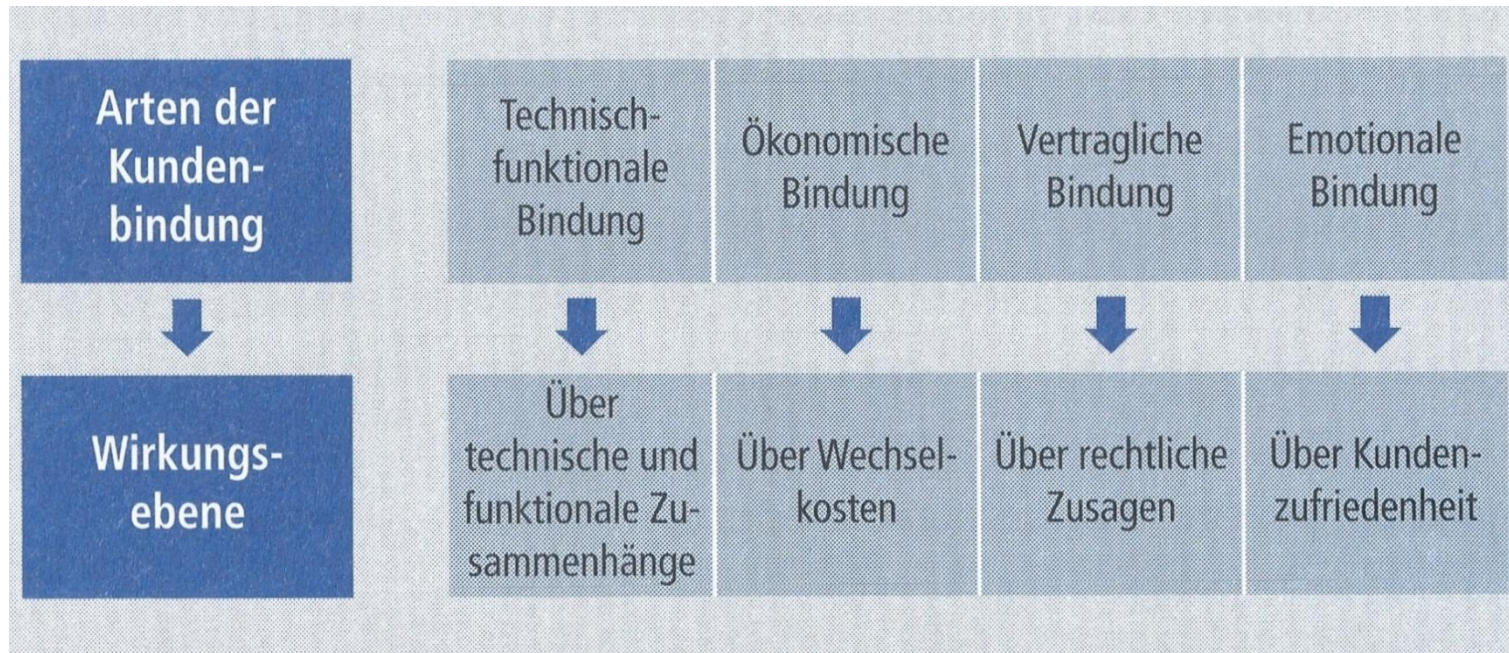 Arten der
Kunden-
bindung
Technisch-
funktionale
Bindung
Ökonomische
Bindung
Vertragliche
Bindung
Emotionale
Bindung
Wirkungs-
ebene
Über
technische und
funktionale Zu-
sammenhänge
Über Wechsel-
kosten
Über rechtliche
Zusagen
Über Kunden-
zufriedenheit